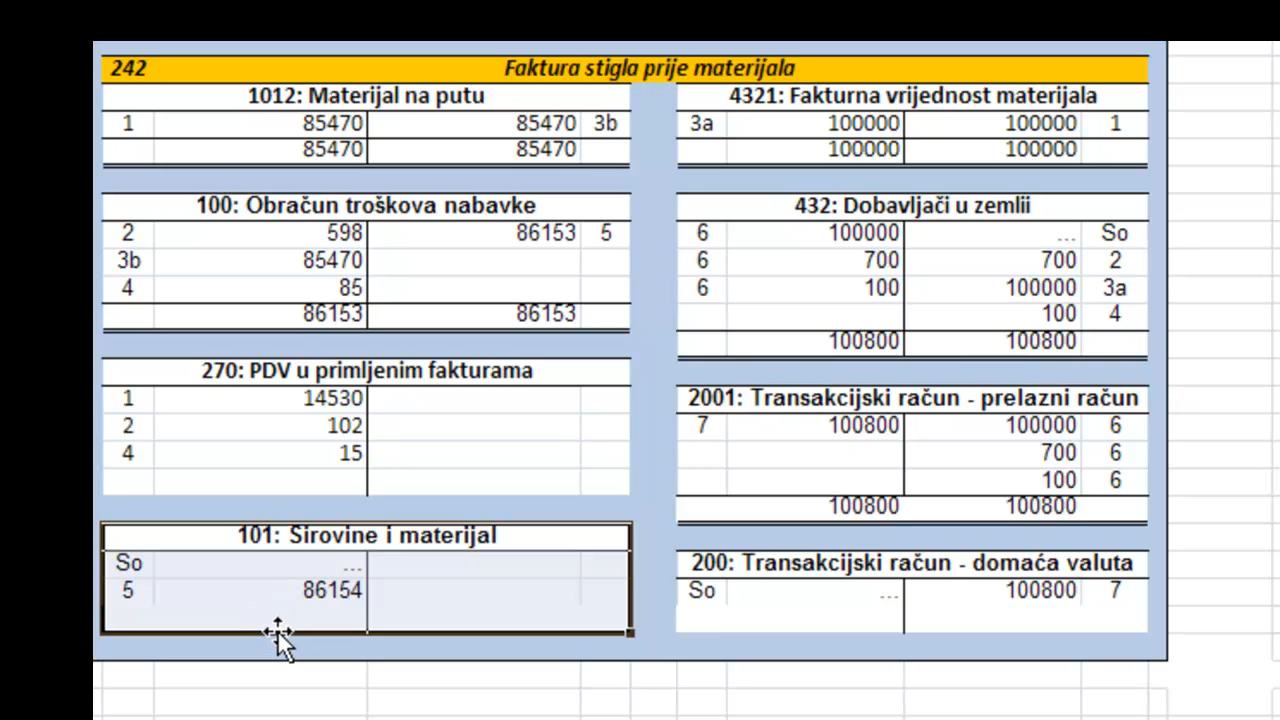 242 Faktura stigla prije materijala
1012: Materijal na putu
1 85470 85470 3b
85470 85470
100: Obračun troškova nabavke
2 598 86153 5
3b 85470
4 85
86153 86153
270: PDV u primljenim fakturama
1 14530
2 102
4 15
101: Sirovine i materijal
So ...
5 86154
4321: Fakturna vrijednost materijala
3a 100000 100000 1
100000 100000
432: Dobavljači u zemlii
6 100000 ... So
6 700 700 2
6 100 100000 3a
100 4
100800 100800
2001: Transakcijski račun - prelazni račun
7 100800 100000 6
700 6
100 6
100800 100800
200: Transakcijski račun - domaća valuta
So ... 100800 7